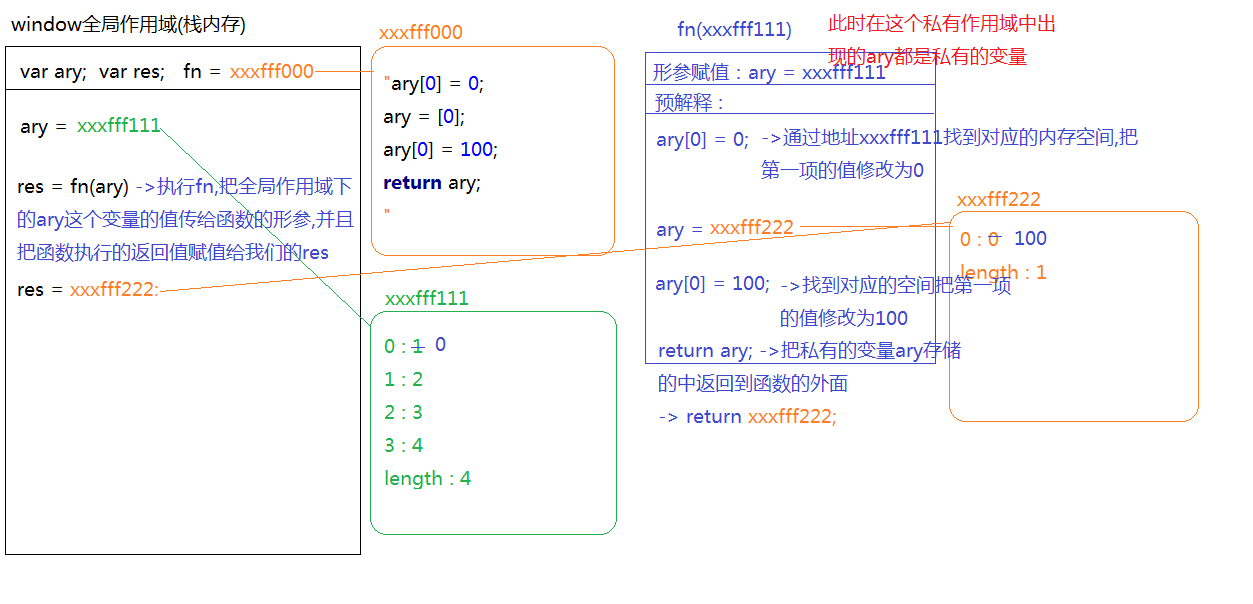 window全局作用域(栈内存)
var ary;  var res;   fn = xxxfff000
ary = xxxfff111
res = fn(ary) ->执行fn,把全局作用域下
的ary这个变量的值传给函数的形参,并且
把函数执行的返回值赋值给我们的res
res = xxxfff222:
xxxfff000
"ary[0] = 0;
ary = [0];
ary[0] = 100;
return ary;
"
xxxfff111
0 : 1  0
1 : 2
2 : 3
3 : 4
length : 4
fn(xxxfff111)
此时在这个私有作用域中出
现的ary都是私有的变量
形参赋值 : ary = xxxfff111
预解释 :
ary[0] = 0;  ->通过地址xxxfff111找到对应的内存空间,把
第一项的值修改为0
ary = xxxfff222
ary[0] = 100;  ->找到对应的空间把第一项
的值修改为100
return ary; ->把私有的变量ary存储
的中返回到函数的外面
-> return xxxfff222;
xxxfff222
0 : 0  100
length : 1